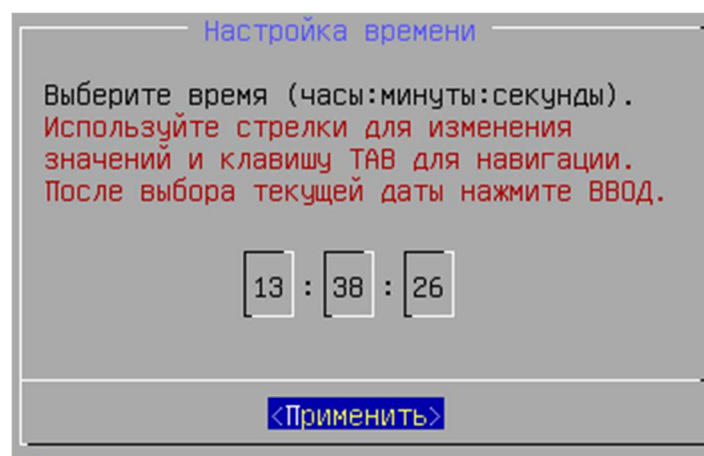 Настройка времени
Выберите время (часы:минуты:секунды).
Используйте стрелки для изменения
значений и клавишу TAB для навигации.
После выбора текущей даты нажмите ВВОД.
13 : 38 : 26
<Применить>